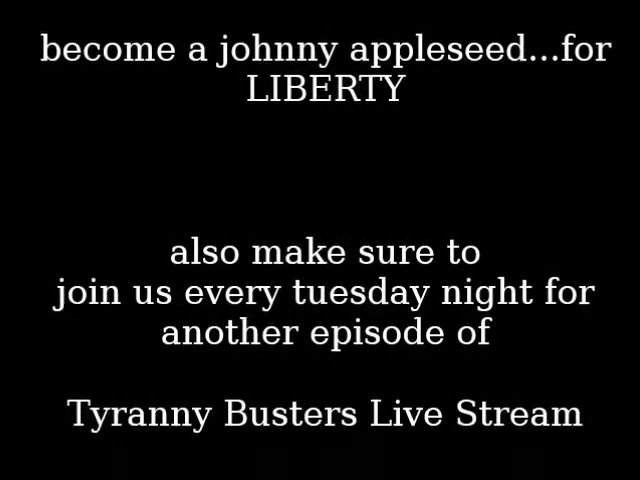 become a johnny appleseed...for
LIBERTY
also make sure to
join us every tuesday night for
another episode of
Tyranny Busters Live Stream